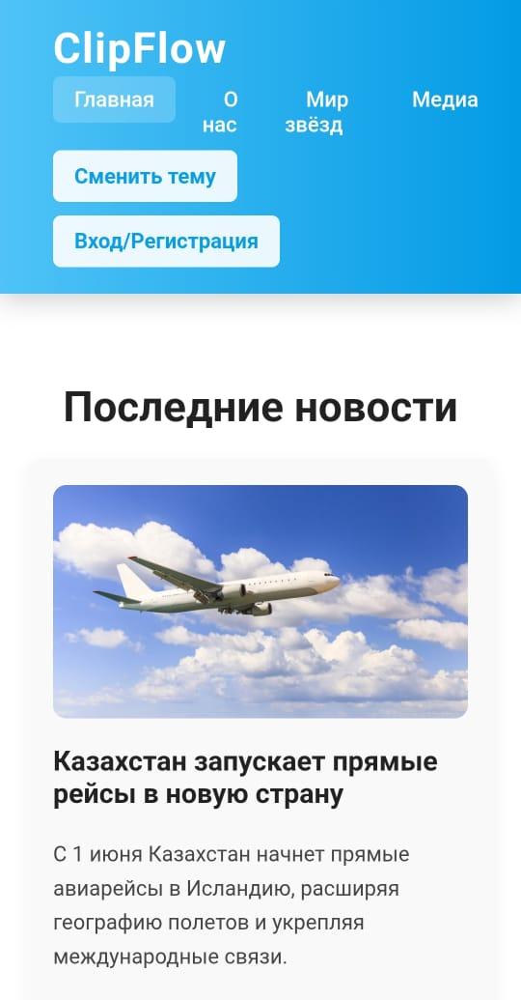 ClipFlow
Главная О нас Мир звёзд Медиа
Сменить тему
Вход/Регистрация
Последние новости
Казахстан запускает прямые
рейсы в новую страну
С 1 июня Казахстан начнет прямые
авиарейсы в Исландию, расширяя
географию полетов и укрепляя
международные связи.